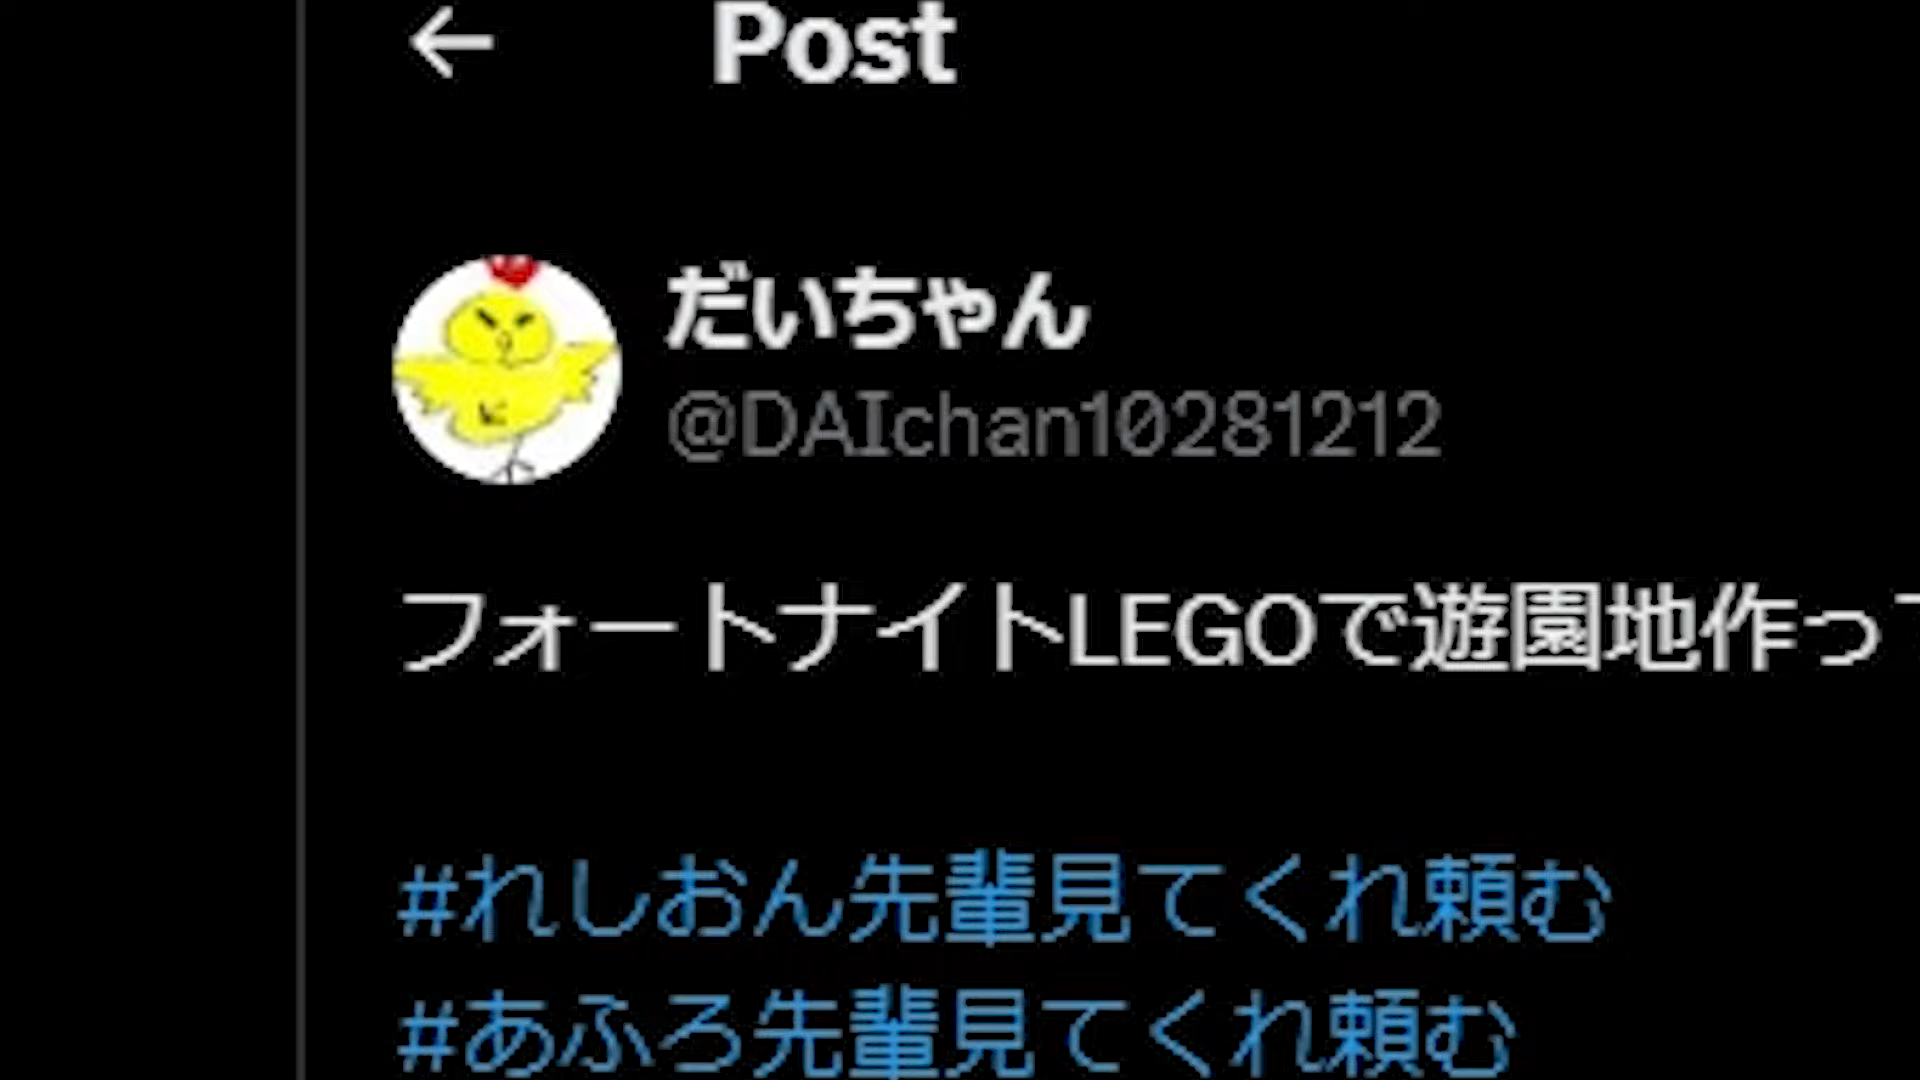 Post
だいちゃん
@DAIchan10281212
フォートナイトLEGOで遊園地作っ
#れしおん先輩見てくれ頼む
#あふろ先輩見てくれ頼む